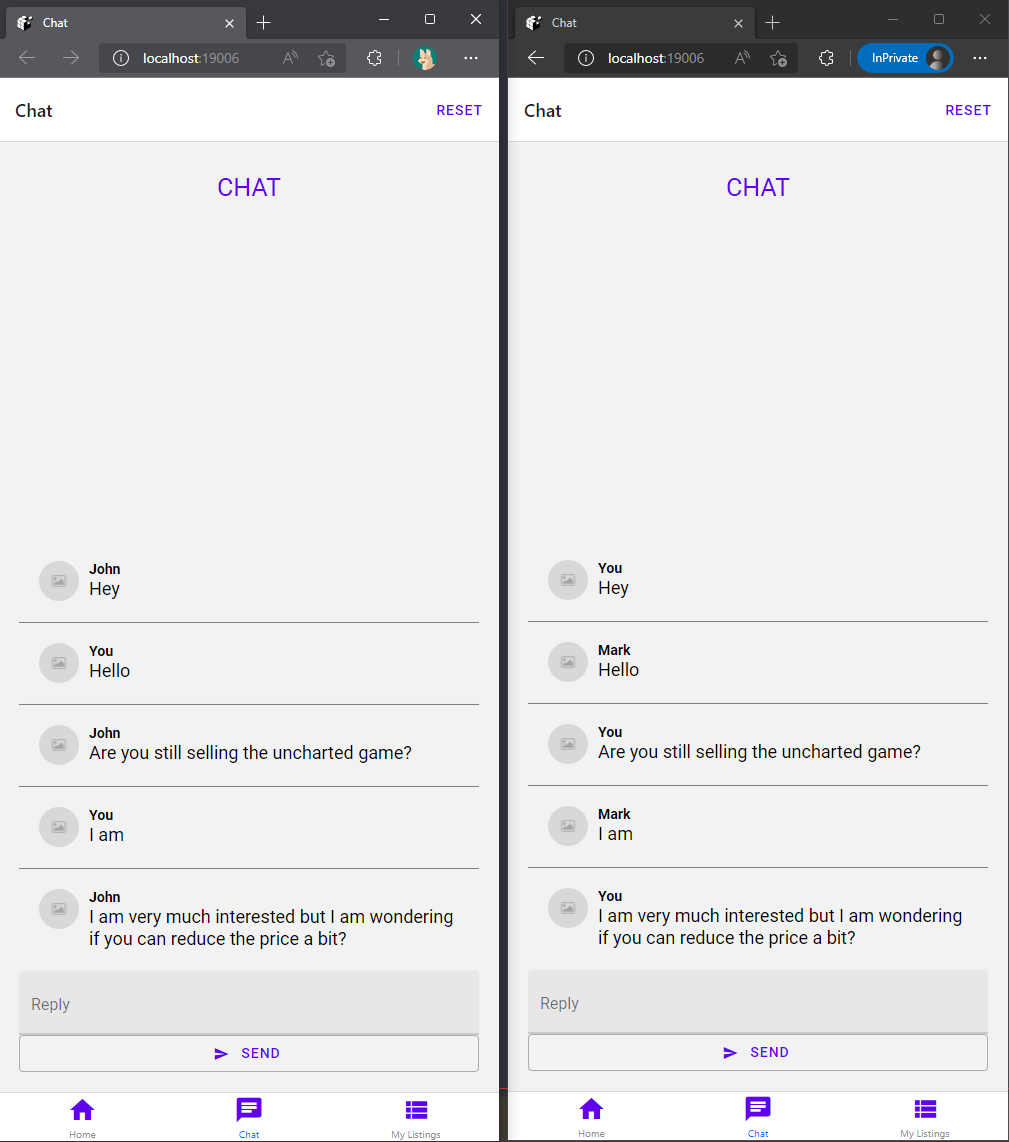 Chat
localhost:19006
Chat
RESET
CHAT
John
Hey
You
Hello
John
Are you still selling the uncharted game?
You
I am
John
I am very much interested but I am wondering
if you can reduce the price a bit?
Reply
SEND
Home
Chat
My Listings
Chat
localhost:19006
InPrivate
Chat
RESET
CHAT
You
Hey
Mark
Hello
You
Are you still selling the uncharted game?
Mark
I am
You
I am very much interested but I am wondering
if you can reduce the price a bit?
Reply
SEND
Home
Chat
My Listings